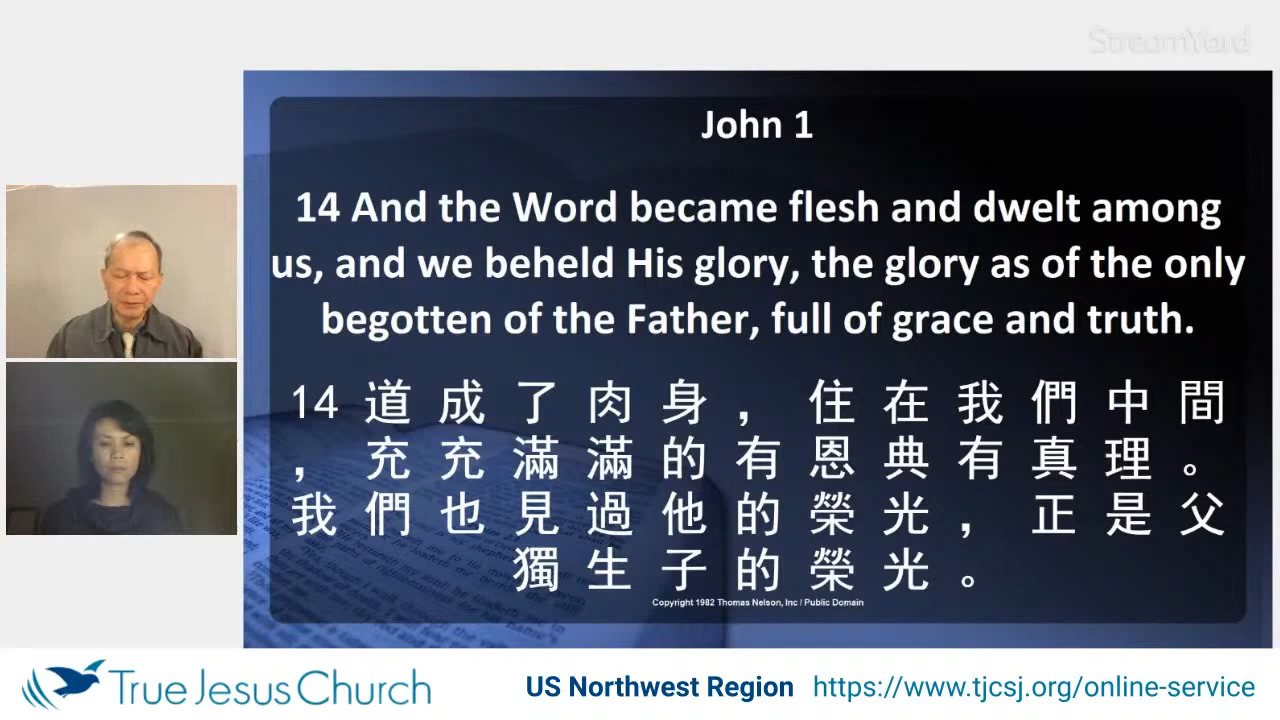 StreamYard
John 1
14 And the Word became flesh and dwelt among
us, and we beheld His glory, the glory as of the only
begotten of the Father, full of grace and truth.
14 道成了肉身，住在我們中間
，充充滿滿的有恩典有真理。
我們也見過他的榮光，正是父
獨生子的榮光。
Copyright 1982 Thomas Nelson, Inc / Public Domain
True Jesus Church
US Northwest Region https://www.tjcsj.org/online-service